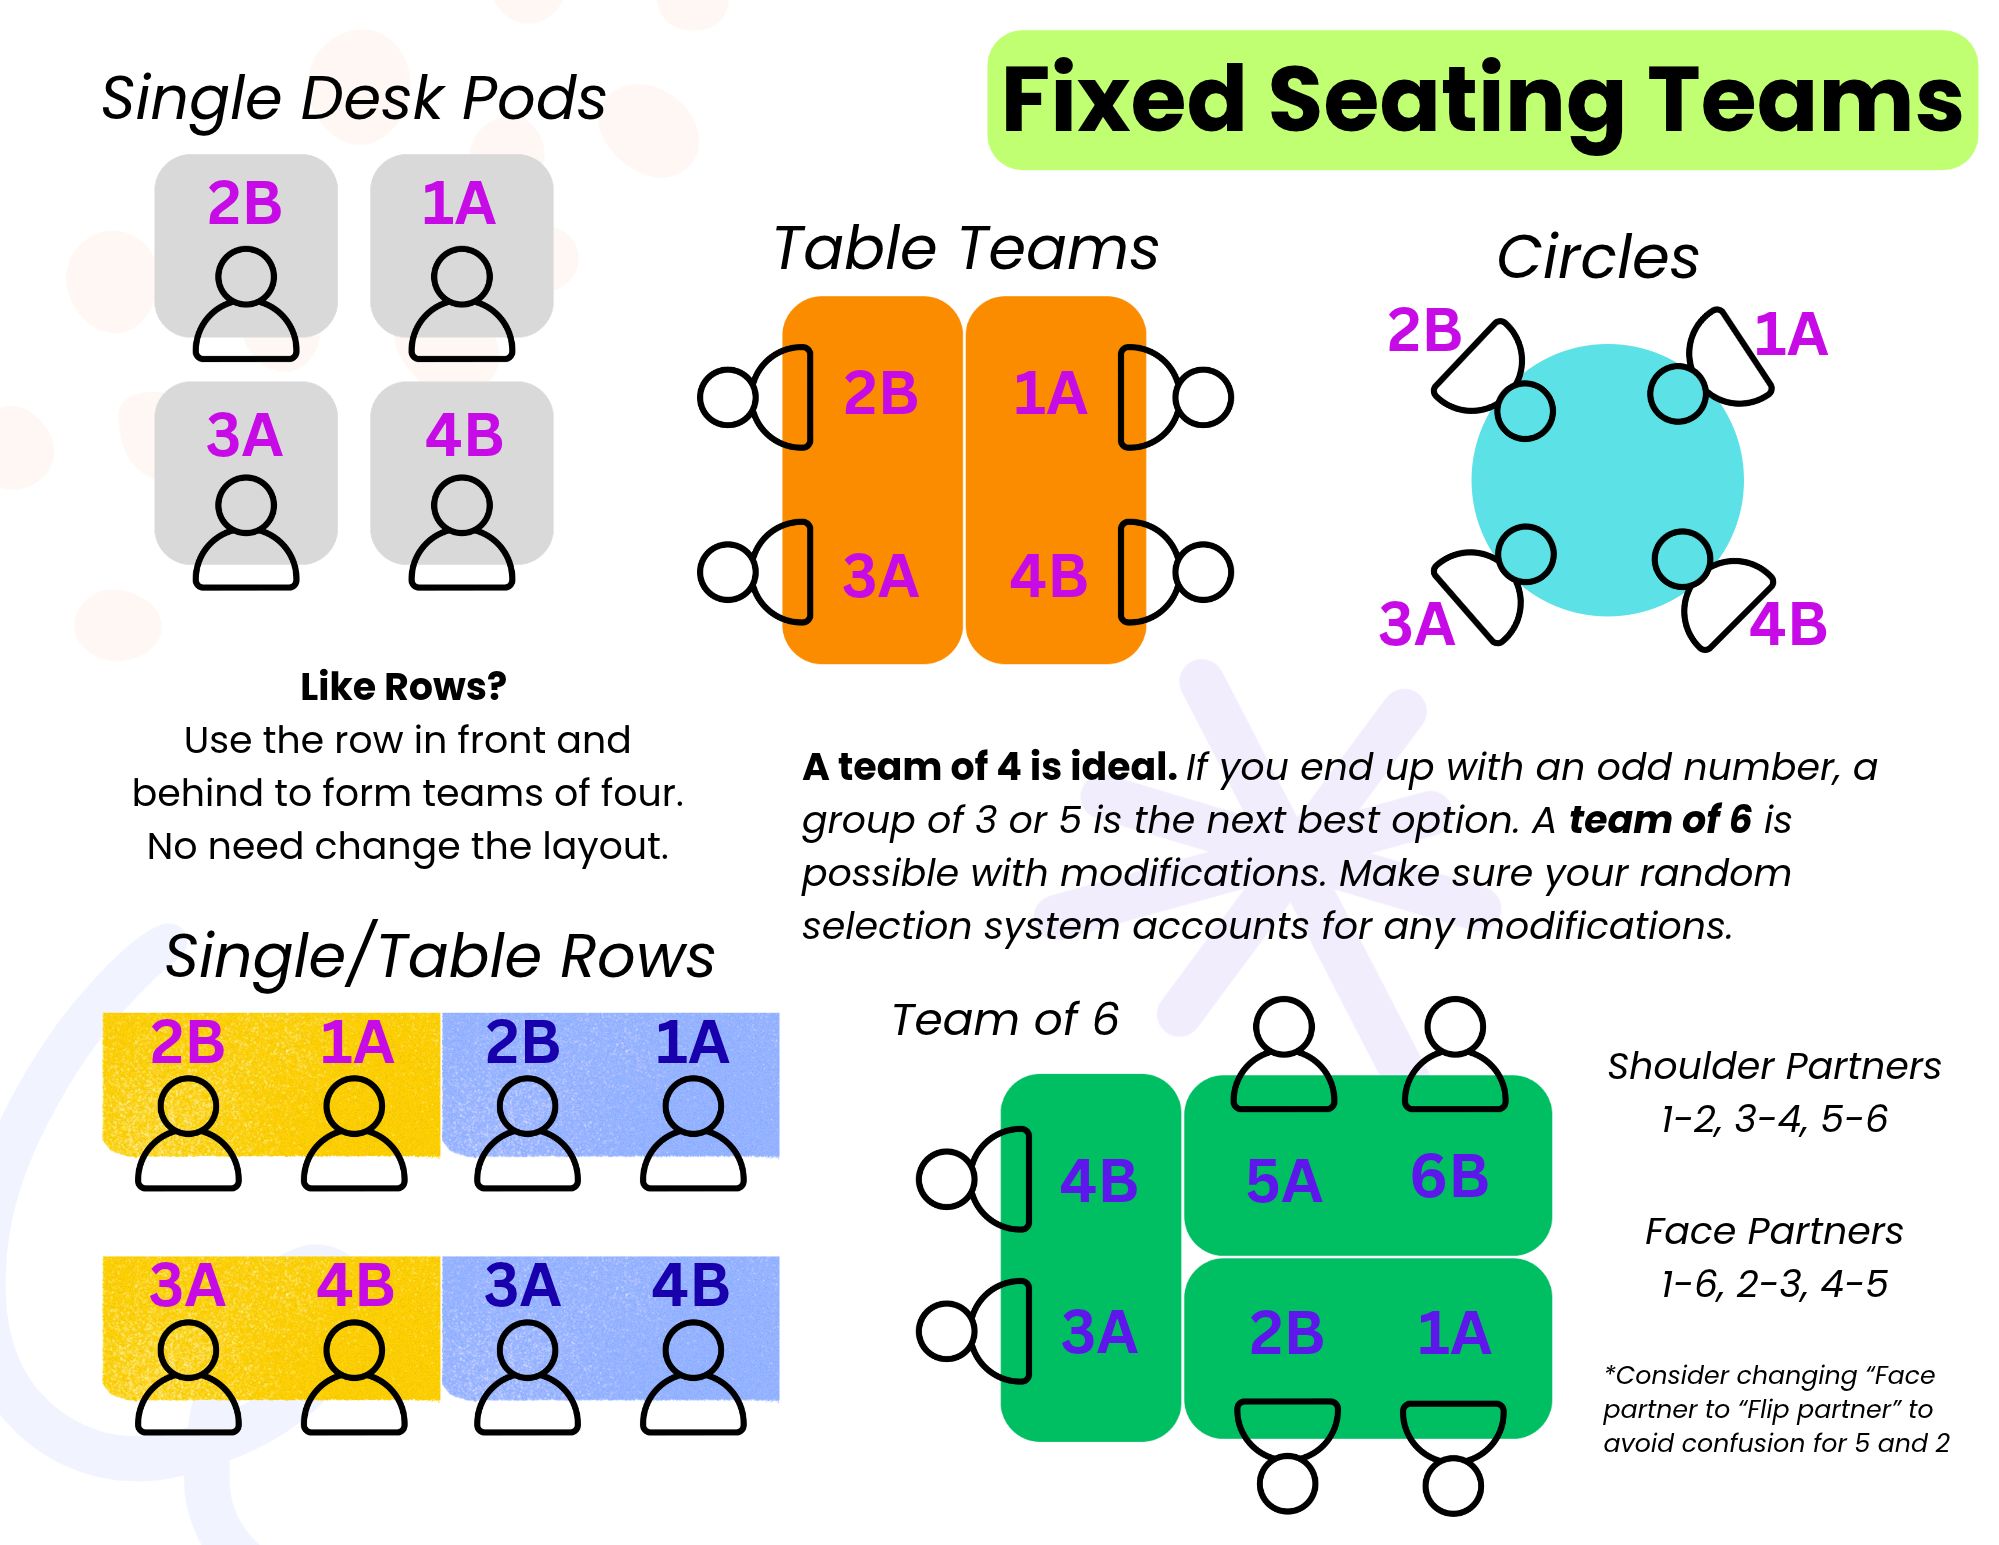 Fixed Seating Teams
Single Desk Pods
2B 1A
3A 4B
Table Teams
2B 1A
3A 4B
Circles
2B 1A
3A 4B
Like Rows?
Use the row in front and
behind to form teams of four.
No need change the layout.
A team of 4 is ideal. If you end up with an odd number, a
group of 3 or 5 is the next best option. A team of 6 is
possible with modifications. Make sure your random
selection system accounts for any modifications.
Single/Table Rows
2B 1A 2B 1A
3A 4B 3A 4B
Team of 6
4B 5A 6B
3A 2B 1A
Shoulder Partners
1-2, 3-4, 5-6
Face Partners
1-6, 2-3, 4-5
*Consider changing “Face
partner to “Flip partner” to
avoid confusion for 5 and 2